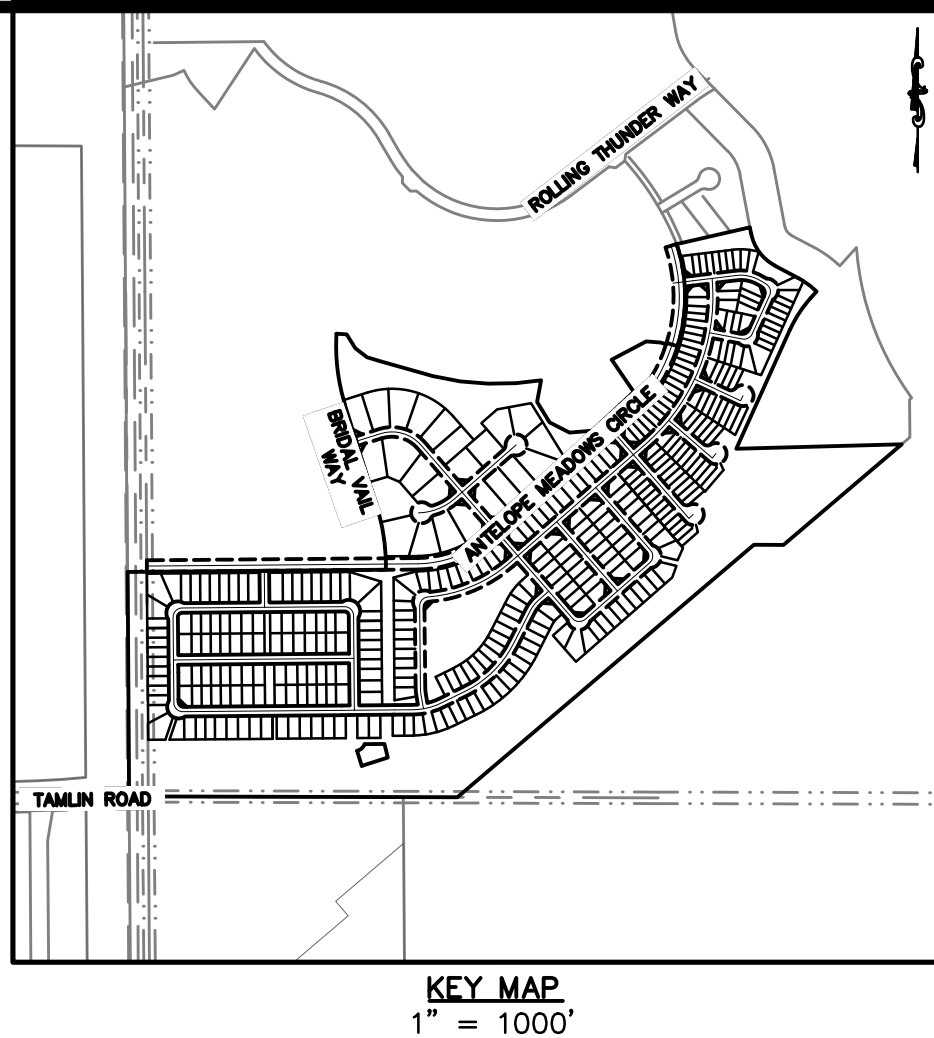 ROLLING THUNDER WAY
BRIDAL VAIL
WAY
ANTELOPE MEADOWS CIRCLE
TAMLIN ROAD
KEY MAP
1" = 1000'